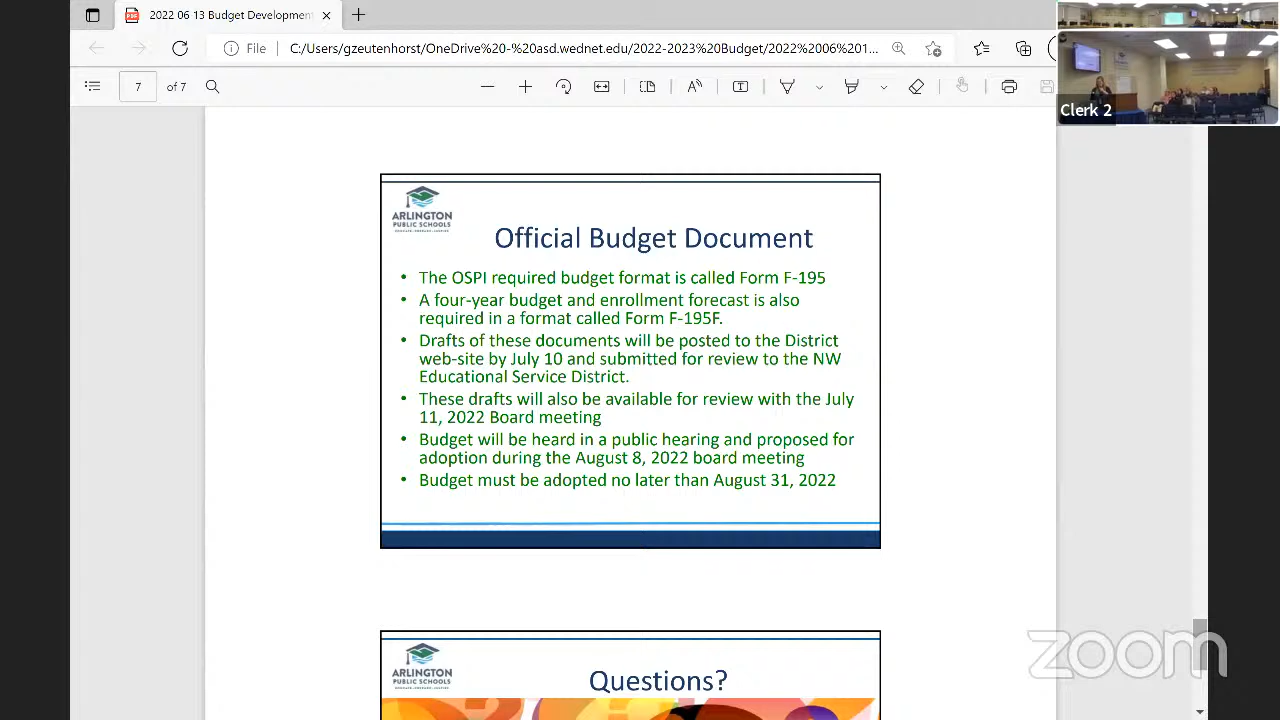 2022 06 13 Budget Development
File
C:/Users/gmeitenhorst/OneDrive%20-%20asd.wednet.edu/2022-2023%20Budget/2022%2006%201...
7
of 7
Clerk 2
ARLINGTON
PUBLIC SCHOOLS
Official Budget Document
• The OSPI required budget format is called Form F-195
• A four-year budget and enrollment forecast is also
required in a format called Form F-195F.
• Drafts of these documents will be posted to the District
web-site by July 10 and submitted for review to the NW
Educational Service District.
• These drafts will also be available for review with the July
11, 2022 Board meeting
• Budget will be heard in a public hearing and proposed for
adoption during the August 8, 2022 board meeting
• Budget must be adopted no later than August 31, 2022
ARLINGTON
PUBLIC SCHOOLS
Questions?
zoom